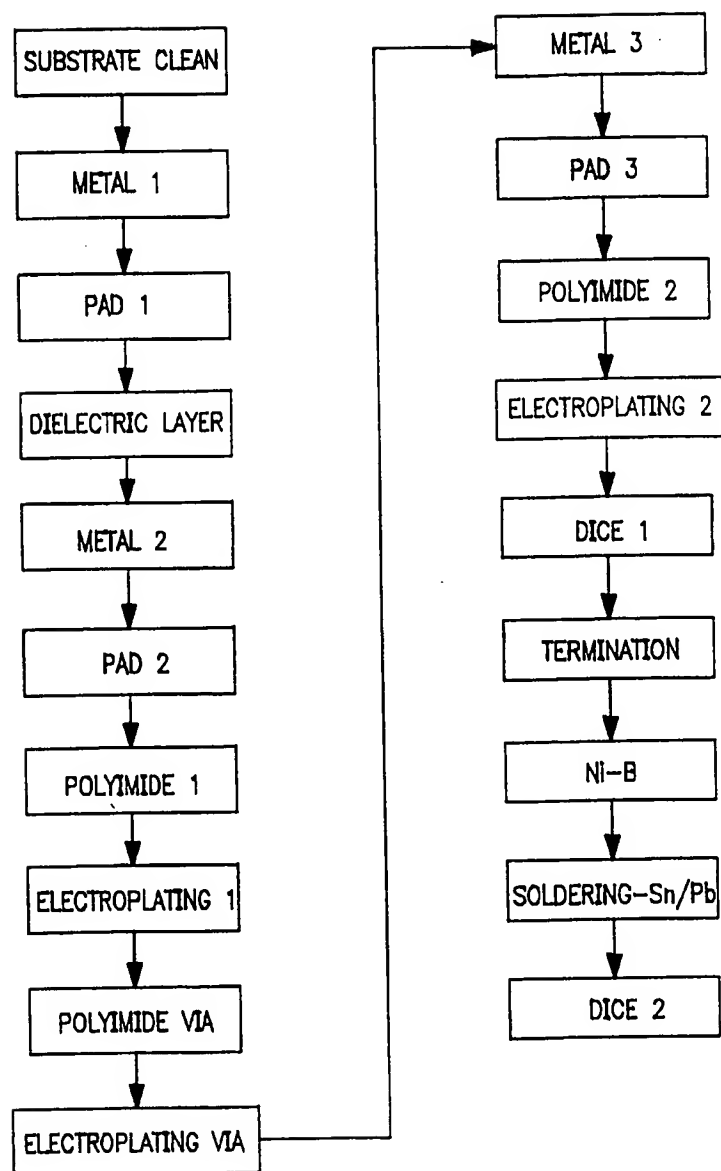 SUBSTRATE CLEAN
METAL 1
PAD 1
DIELECTRIC LAYER
METAL 2
PAD 2
POLYIMIDE 1
ELECTROPLATING 1
POLYIMIDE VIA
ELECTROPLATING VIA
METAL 3
PAD 3
POLYIMIDE 2
ELECTROPLATING 2
DICE 1
TERMINATION
Ni-B
SOLDERING-Sn/Pb
DICE 2